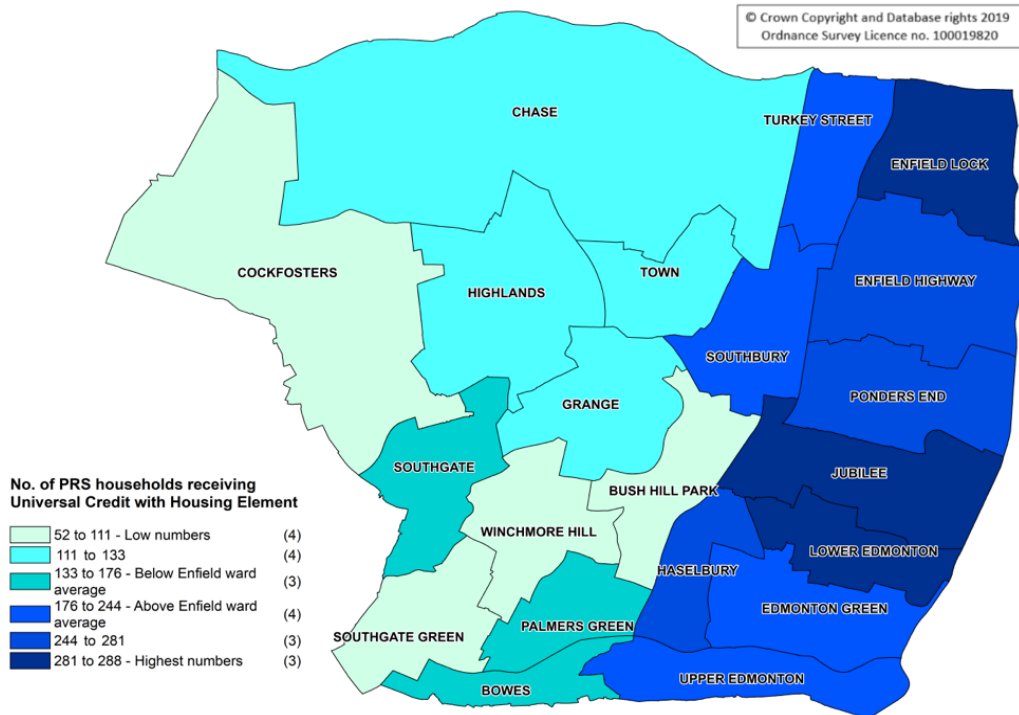 © Crown Copyright and Database rights 2019
Ordnance Survey Licence no. 100019820
CHASE
TURKEY STREET
ENFIELD LOCK
COCKFOSTERS
HIGHLANDS
TOWN
ENFIELD HIGHWAY
SOUTHBURY
GRANGE
PONDERS END
SOUTHGATE
JUBILEE
BUSH HILL PARK
WINCHMORE HILL
LOWER EDMONTON
HASELBURY
EDMONTON GREEN
PALMERS GREEN
SOUTHGATE GREEN
UPPER EDMONTON
BOWES
No. of PRS households receiving
Universal Credit with Housing Element
52 to 111 - Low numbers (4)
111 to 133 (4)
133 to 176 - Below Enfield ward (3)
average
176 to 244 - Above Enfield ward (4)
average
244 to 281 (3)
281 to 288 - Highest numbers (3)